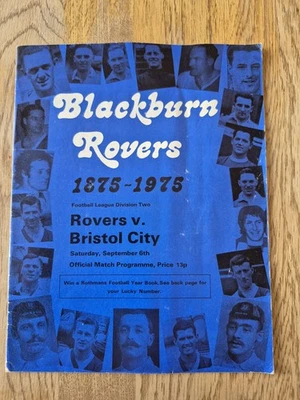 Blackburn
Rovers
1875-1975
Football League Division Two
Rovers v.
Bristol City
Saturday, September 6th
Official Match Programme, Price 13p
Win a Rothmans Football Year Book. See back page for
your Lucky Number.